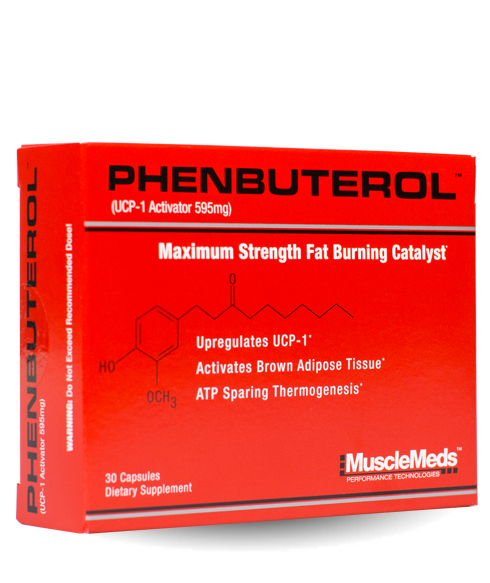 PHENBUTEROL™
(UCP-1 Activator 595mg)
Maximum Strength Fat Burning Catalyst*
O
HO
OCH3
Upregulates UCP-1*
Activates Brown Adipose Tissue*
ATP Sparing Thermogenesis*
30 Capsules
Dietary Supplement
MuscleMeds™
PERFORMANCE TECHNOLOGIES
PHENBUTEROL
(UCP-1 Activator 595mg)
WARNING: Do Not Exceed Recommended Dose!